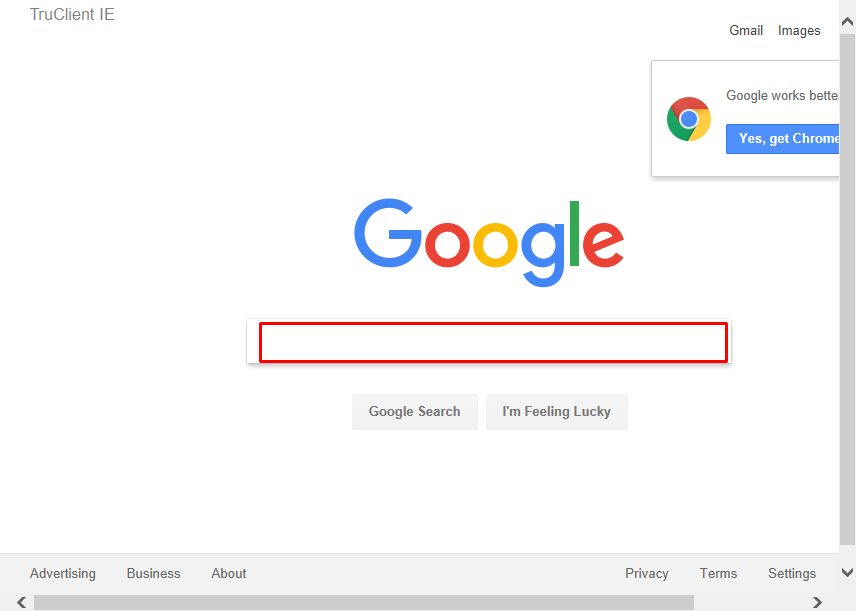 TruClient IE
Gmail Images
Google works bette
Yes, get Chrome
Google
Google Search I'm Feeling Lucky
Advertising Business About Privacy Terms Settings